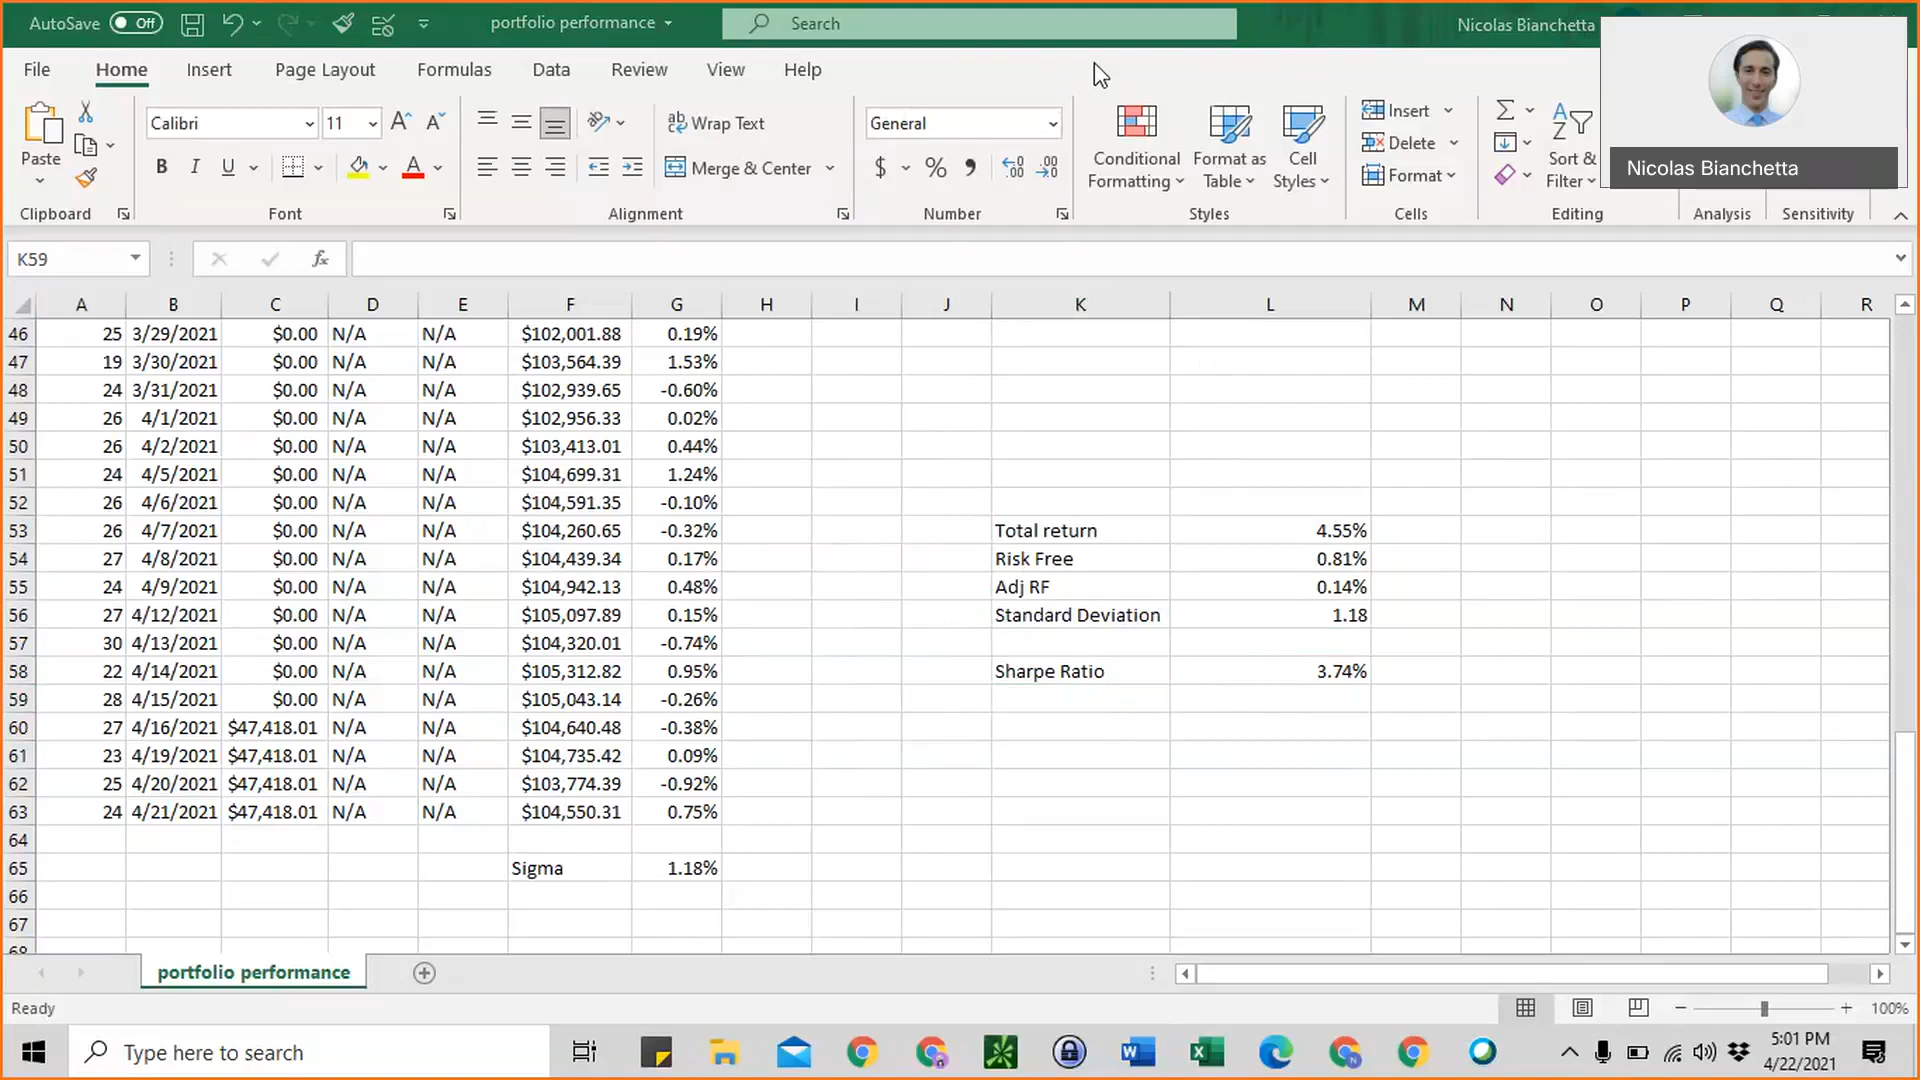 AutoSave Off portfolio performance Search Nicolas Bianchetta
File Home Insert Page Layout Formulas Data Review View Help
Paste Calibri 11 Wrap Text General Conditional Formatting Format as Table Cell Styles Insert Delete Format Sort & Filter
B I U Merge & Center $ % Nicolas Bianchetta
Clipboard Font Alignment Number Styles Cells Editing Analysis Sensitivity
K59 fx
A B C D E F G H I J K L M N O P Q R
46 25 3/29/2021 $0.00 N/A N/A $102,001.88 0.19%
47 19 3/30/2021 $0.00 N/A N/A $103,564.39 1.53%
48 24 3/31/2021 $0.00 N/A N/A $102,939.65 -0.60%
49 26 4/1/2021 $0.00 N/A N/A $102,956.33 0.02%
50 26 4/2/2021 $0.00 N/A N/A $103,413.01 0.44%
51 24 4/5/2021 $0.00 N/A N/A $104,699.31 1.24%
52 26 4/6/2021 $0.00 N/A N/A $104,591.35 -0.10%
53 26 4/7/2021 $0.00 N/A N/A $104,260.65 -0.32% Total return 4.55%
54 27 4/8/2021 $0.00 N/A N/A $104,439.34 0.17% Risk Free 0.81%
55 24 4/9/2021 $0.00 N/A N/A $104,942.13 0.48% Adj RF 0.14%
56 27 4/12/2021 $0.00 N/A N/A $105,097.89 0.15% Standard Deviation 1.18
57 30 4/13/2021 $0.00 N/A N/A $104,320.01 -0.74%
58 22 4/14/2021 $0.00 N/A N/A $105,312.82 0.95% Sharpe Ratio 3.74%
59 28 4/15/2021 $0.00 N/A N/A $105,043.14 -0.26%
60 27 4/16/2021 $47,418.01 N/A N/A $104,640.48 -0.38%
61 23 4/19/2021 $47,418.01 N/A N/A $104,735.42 0.09%
62 25 4/20/2021 $47,418.01 N/A N/A $103,774.39 -0.92%
63 24 4/21/2021 $47,418.01 N/A N/A $104,550.31 0.75%
64
65 Sigma 1.18%
66
67
68
portfolio performance
Ready 100%
Type here to search 5:01 PM
4/22/2021